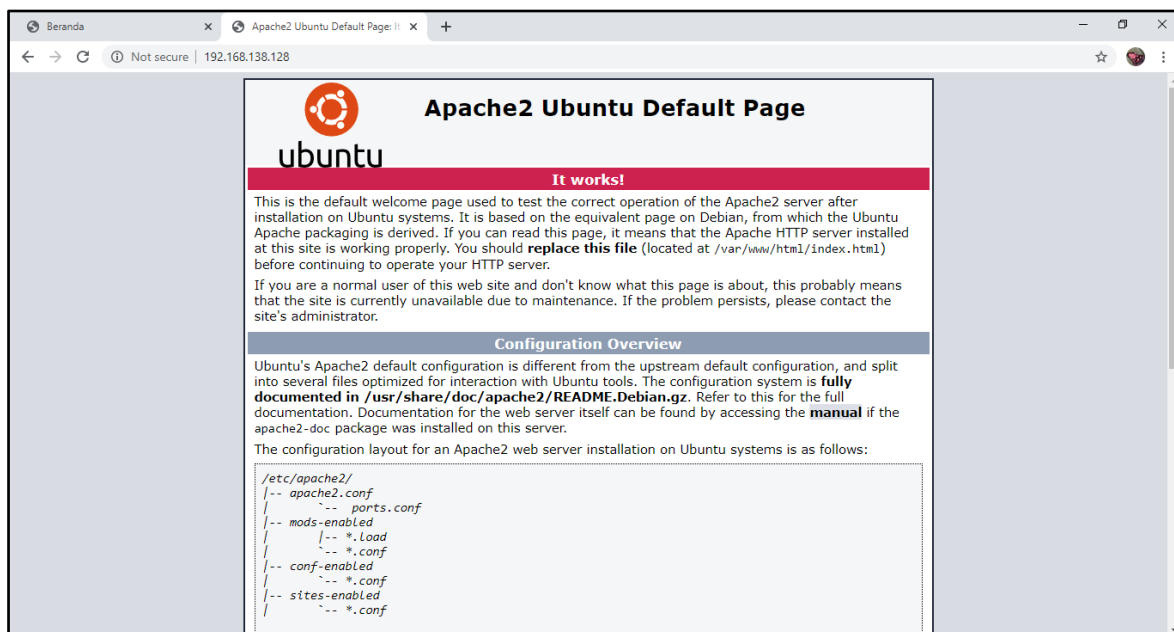 Beranda
Apache2 Ubuntu Default Page: It
Not secure | 192.168.138.128
ubuntu
Apache2 Ubuntu Default Page
It works!
This is the default welcome page used to test the correct operation of the Apache2 server after
installation on Ubuntu systems. It is based on the equivalent page on Debian, from which the Ubuntu
Apache packaging is derived. If you can read this page, it means that the Apache HTTP server installed
at this site is working properly. You should replace this file (located at /var/www/html/index.html)
before continuing to operate your HTTP server.
If you are a normal user of this web site and don't know what this page is about, this probably means
that the site is currently unavailable due to maintenance. If the problem persists, please contact the
site's administrator.
Configuration Overview
Ubuntu's Apache2 default configuration is different from the upstream default configuration, and split
into several files optimized for interaction with Ubuntu tools. The configuration system is fully
documented in /usr/share/doc/apache2/README.Debian.gz. Refer to this for the full
documentation. Documentation for the web server itself can be found by accessing the manual if the
apache2-doc package was installed on this server.
The configuration layout for an Apache2 web server installation on Ubuntu systems is as follows:
/etc/apache2/
|-- apache2.conf
|       `--  ports.conf
|-- mods-enabled
|       |-- *.load
|       `-- *.conf
|-- conf-enabled
|       `-- *.conf
|-- sites-enabled
|       `-- *.conf